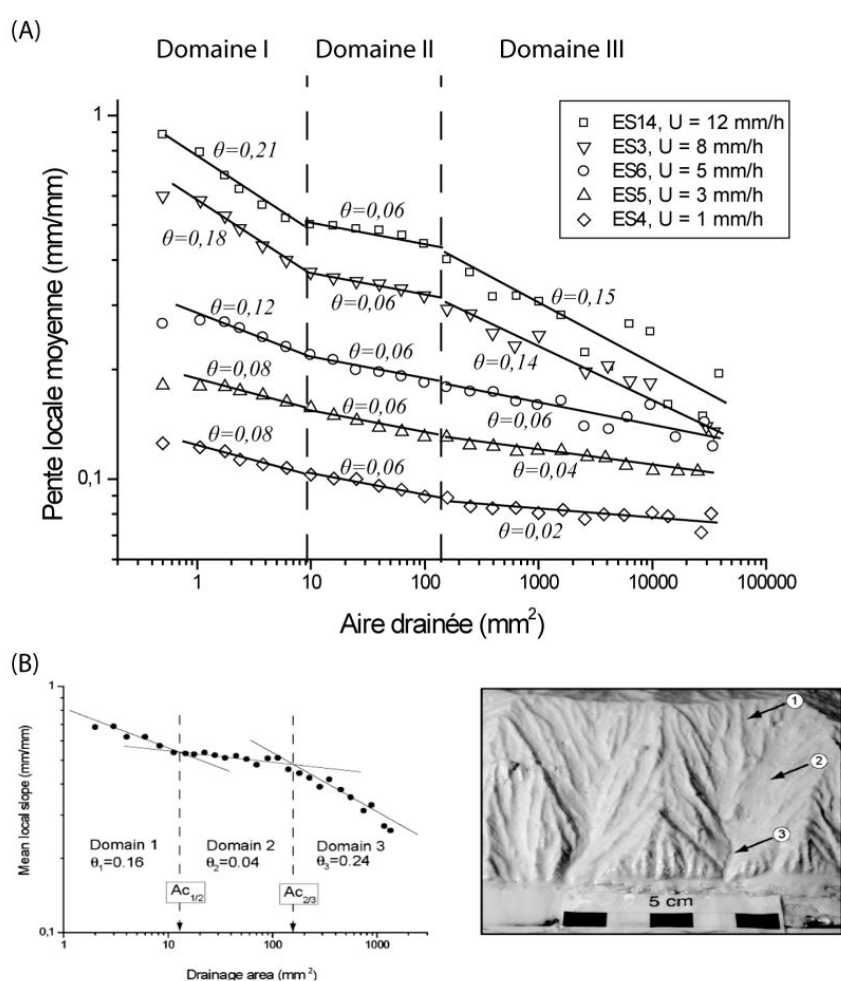 (A)
Domaine I
Domaine II
Domaine III
ES14, U = 12 mm/h
ES3, U = 8 mm/h
ES6, U = 5 mm/h
ES5, U = 3 mm/h
ES4, U = 1 mm/h
Pente locale moyenne (mm/mm)
1
0,1
θ=0,21
θ=0,06
θ=0,15
θ=0,18
θ=0,06
θ=0,14
θ=0,12
θ=0,06
θ=0,06
θ=0,08
θ=0,06
θ=0,04
θ=0,08
θ=0,06
θ=0,02
1 10 100 1000 10000 100000
Aire drainée (mm²)
(B)
Mean local slope (mm/mm)
1
0,1
0,1
Domain 1
θ₁=0.16
Domain 2
θ₂=0.04
Domain 3
θ₃=0.24
Ac1/2
Ac2/3
1 10 100 1000
Drainage area (mm²)
1
2
3
5 cm